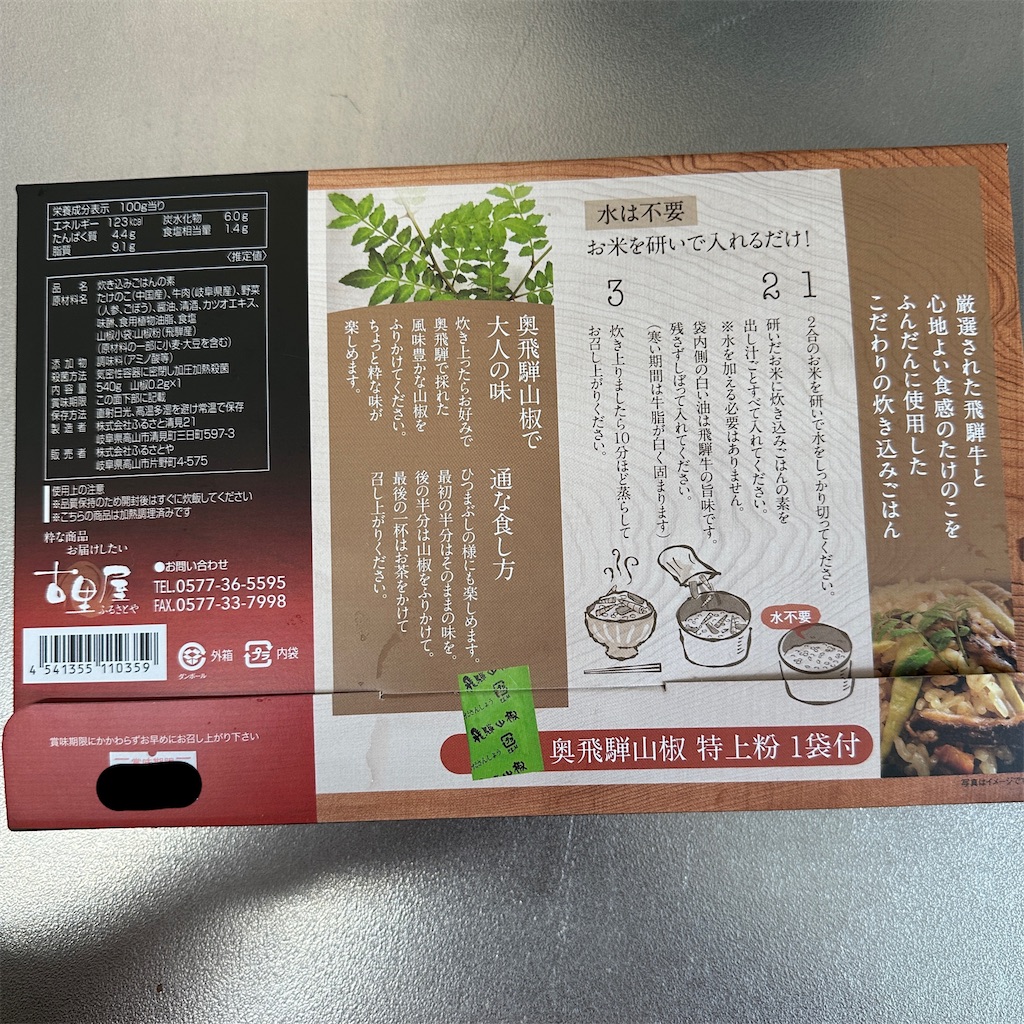 栄養成分表示 100g当り
エネルギー 123kcal 炭水化物 6.0g
たんぱく質 4.4g 食塩相当量 1.4g
脂質 9.1g
〈推定値〉
品名 炊き込みごはんの素
原材料名 たけのこ(中国産)、牛肉(岐阜県産)、野菜
(人参、ごぼう)、醤油、清酒、カツオエキス、
味醂、食用植物油脂、食塩
山椒小袋:山椒粉(飛騨産)
(原材料の一部に小麦・大豆を含む)
添加物 調味料(アミノ酸等)
殺菌方法 気密性容器に密閉し加圧加熱殺菌
内容量 540g 山椒0.2g×1
賞味期限 この面下部に記載
保存方法 直射日光、高温多湿を避け常温で保存
製造者 株式会社ふるさと清見21
岐阜県高山市清見町三日町597-3
販売者 株式会社ふるさとや
岐阜県高山市片野町4-575
使用上の注意
※品質保持のため開封後はすぐに炊飯してください
※こちらの商品は加熱調理済みです
粋な商品
お届けしたい
古里屋
ふるさとや
●お問い合わせ
TEL.0577-36-5595
FAX.0577-33-7998
4 541355 110359
ダンボール
外箱
プラ
内袋
賞味期限にかかわらずお早めにお召し上がり下さい
賞味期限
奥飛騨山椒で
大人の味
炊き上ったらお好みで
奥飛騨で採れた
風味豊かな山椒を
ふりかけてください。
ちょっと粋な味が
楽しめます。
通な食し方
ひつまぶしの様にも楽しめます。
最初の半分はそのままの味を。
後の半分は山椒をふりかけて。
最後の一杯はお茶をかけて
召し上がりください。
水は不要
お米を研いで入れるだけ!
1
2合のお米を研いで水をしっかり切ってください。
2
研いだお米に炊き込みごはんの素を
出し汁ごとすべて入れてください。
※水を加える必要はありません。
袋内側の白い油は飛騨牛の旨味です。
残さずしぼって入れてください。
(寒い期間は牛脂が白く固まります)
3
炊き上りましたら10分ほど蒸らして
お召し上がりください。
水不要
厳選された飛騨牛と
心地よい食感のたけのこを
ふんだんに使用した
こだわりの炊き込みごはん
飛騨山椒
奥飛騨山椒 特上粉 1袋付
写真はイメージで